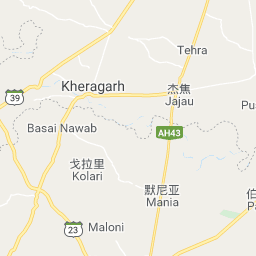 Tehra
Kheragarh
杰焦
Jajau
39
Pu
Basai Nawab
AH43
戈拉里
Kolari
默尼亚
Mania
伯
Pa
23
Maloni